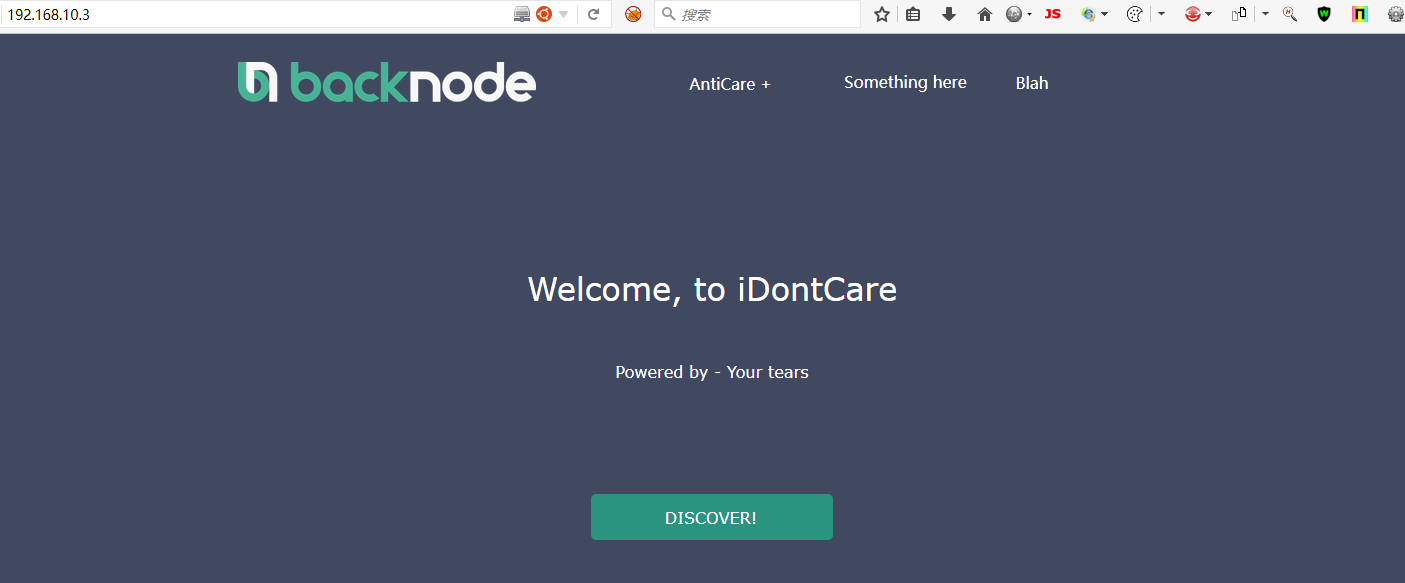 192.168.10.3
搜索
JS
backnode
AntiCare +
Something here
Blah
Welcome, to iDontCare
Powered by - Your tears
DISCOVER!